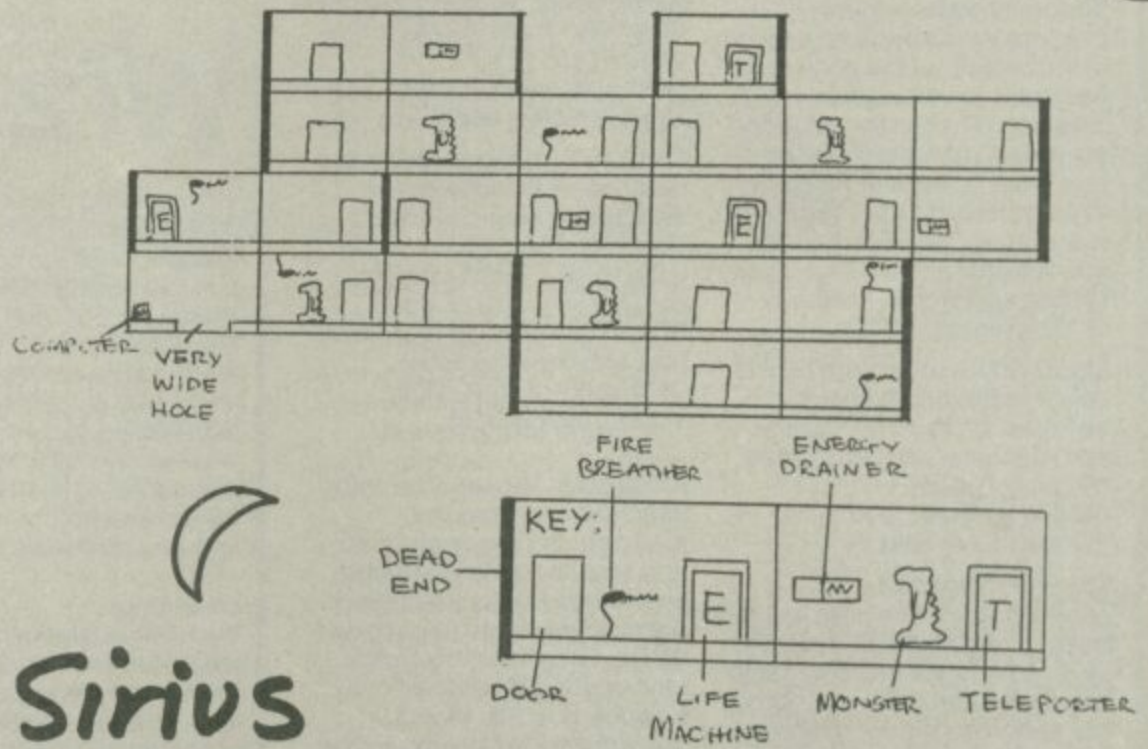 T
E
E
COMPUTER
VERY
WIDE
HOLE
FIRE
BREATHER
ENERGY
DRAINER
KEY:
DEAD
END
E
T
DOOR
LIFE
MACHINE
MONSTER
TELEPORTER
Sirius